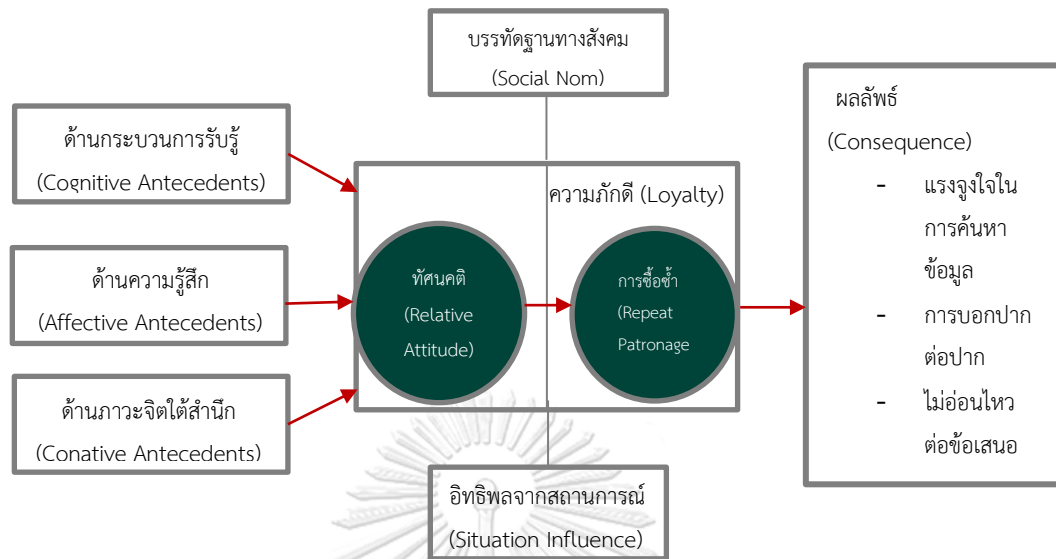 บรรทัดฐานทางสังคม
(Social Nom)
ด้านกระบวนการรับรู้
(Cognitive Antecedents)
ด้านความรู้สึก
(Affective Antecedents)
ด้านภาวะจิตใต้สำนึก
(Conative Antecedents)
ความภักดี (Loyalty)
ทัศนคติ
(Relative
Attitude)
การซื้อซ้ำ
(Repeat
Patronage
อิทธิพลจากสถานการณ์
(Situation Influence)
ผลลัพธ์
(Consequence)
- แรงจูงใจใน
การค้นหา
ข้อมูล
- การบอกปาก
ต่อปาก
- ไม่อ่อนไหว
ต่อข้อเสนอ